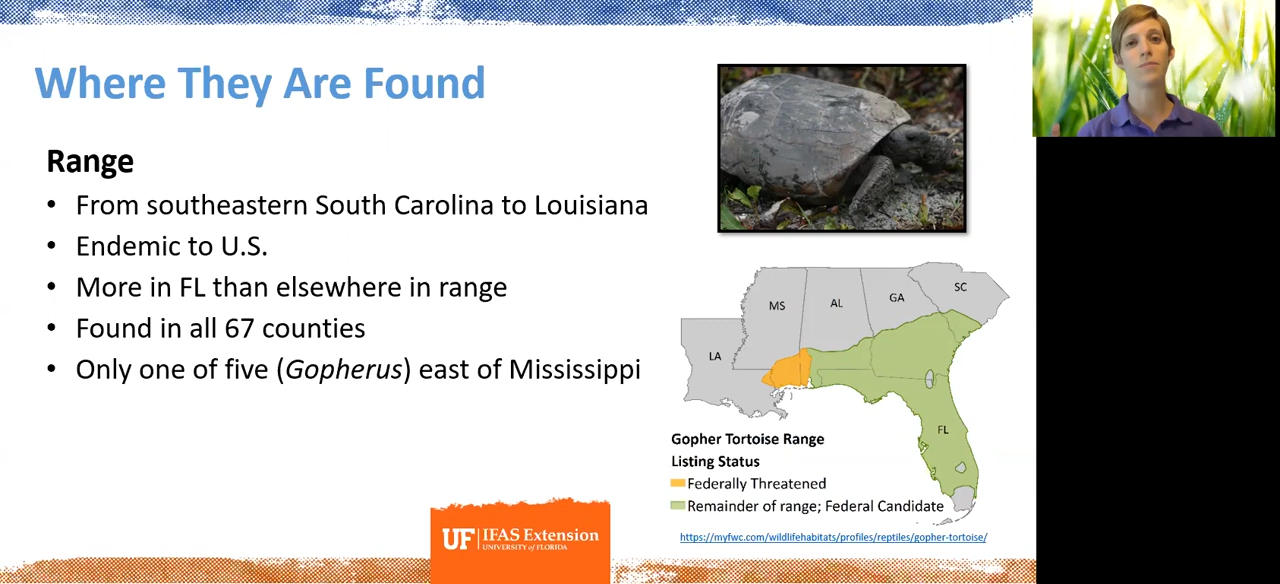 Where They Are Found
Range
• From southeastern South Carolina to Louisiana
• Endemic to U.S.
• More in FL than elsewhere in range
• Found in all 67 counties
• Only one of five (Gopherus) east of Mississippi
MS
AL
GA
SC
LA
FL
Gopher Tortoise Range
Listing Status
Federally Threatened
Remainder of range; Federal Candidate
https://myfwc.com/wildlifehabitats/profiles/reptiles/gopher-tortoise/
UF IFAS Extension
UNIVERSITY of FLORIDA